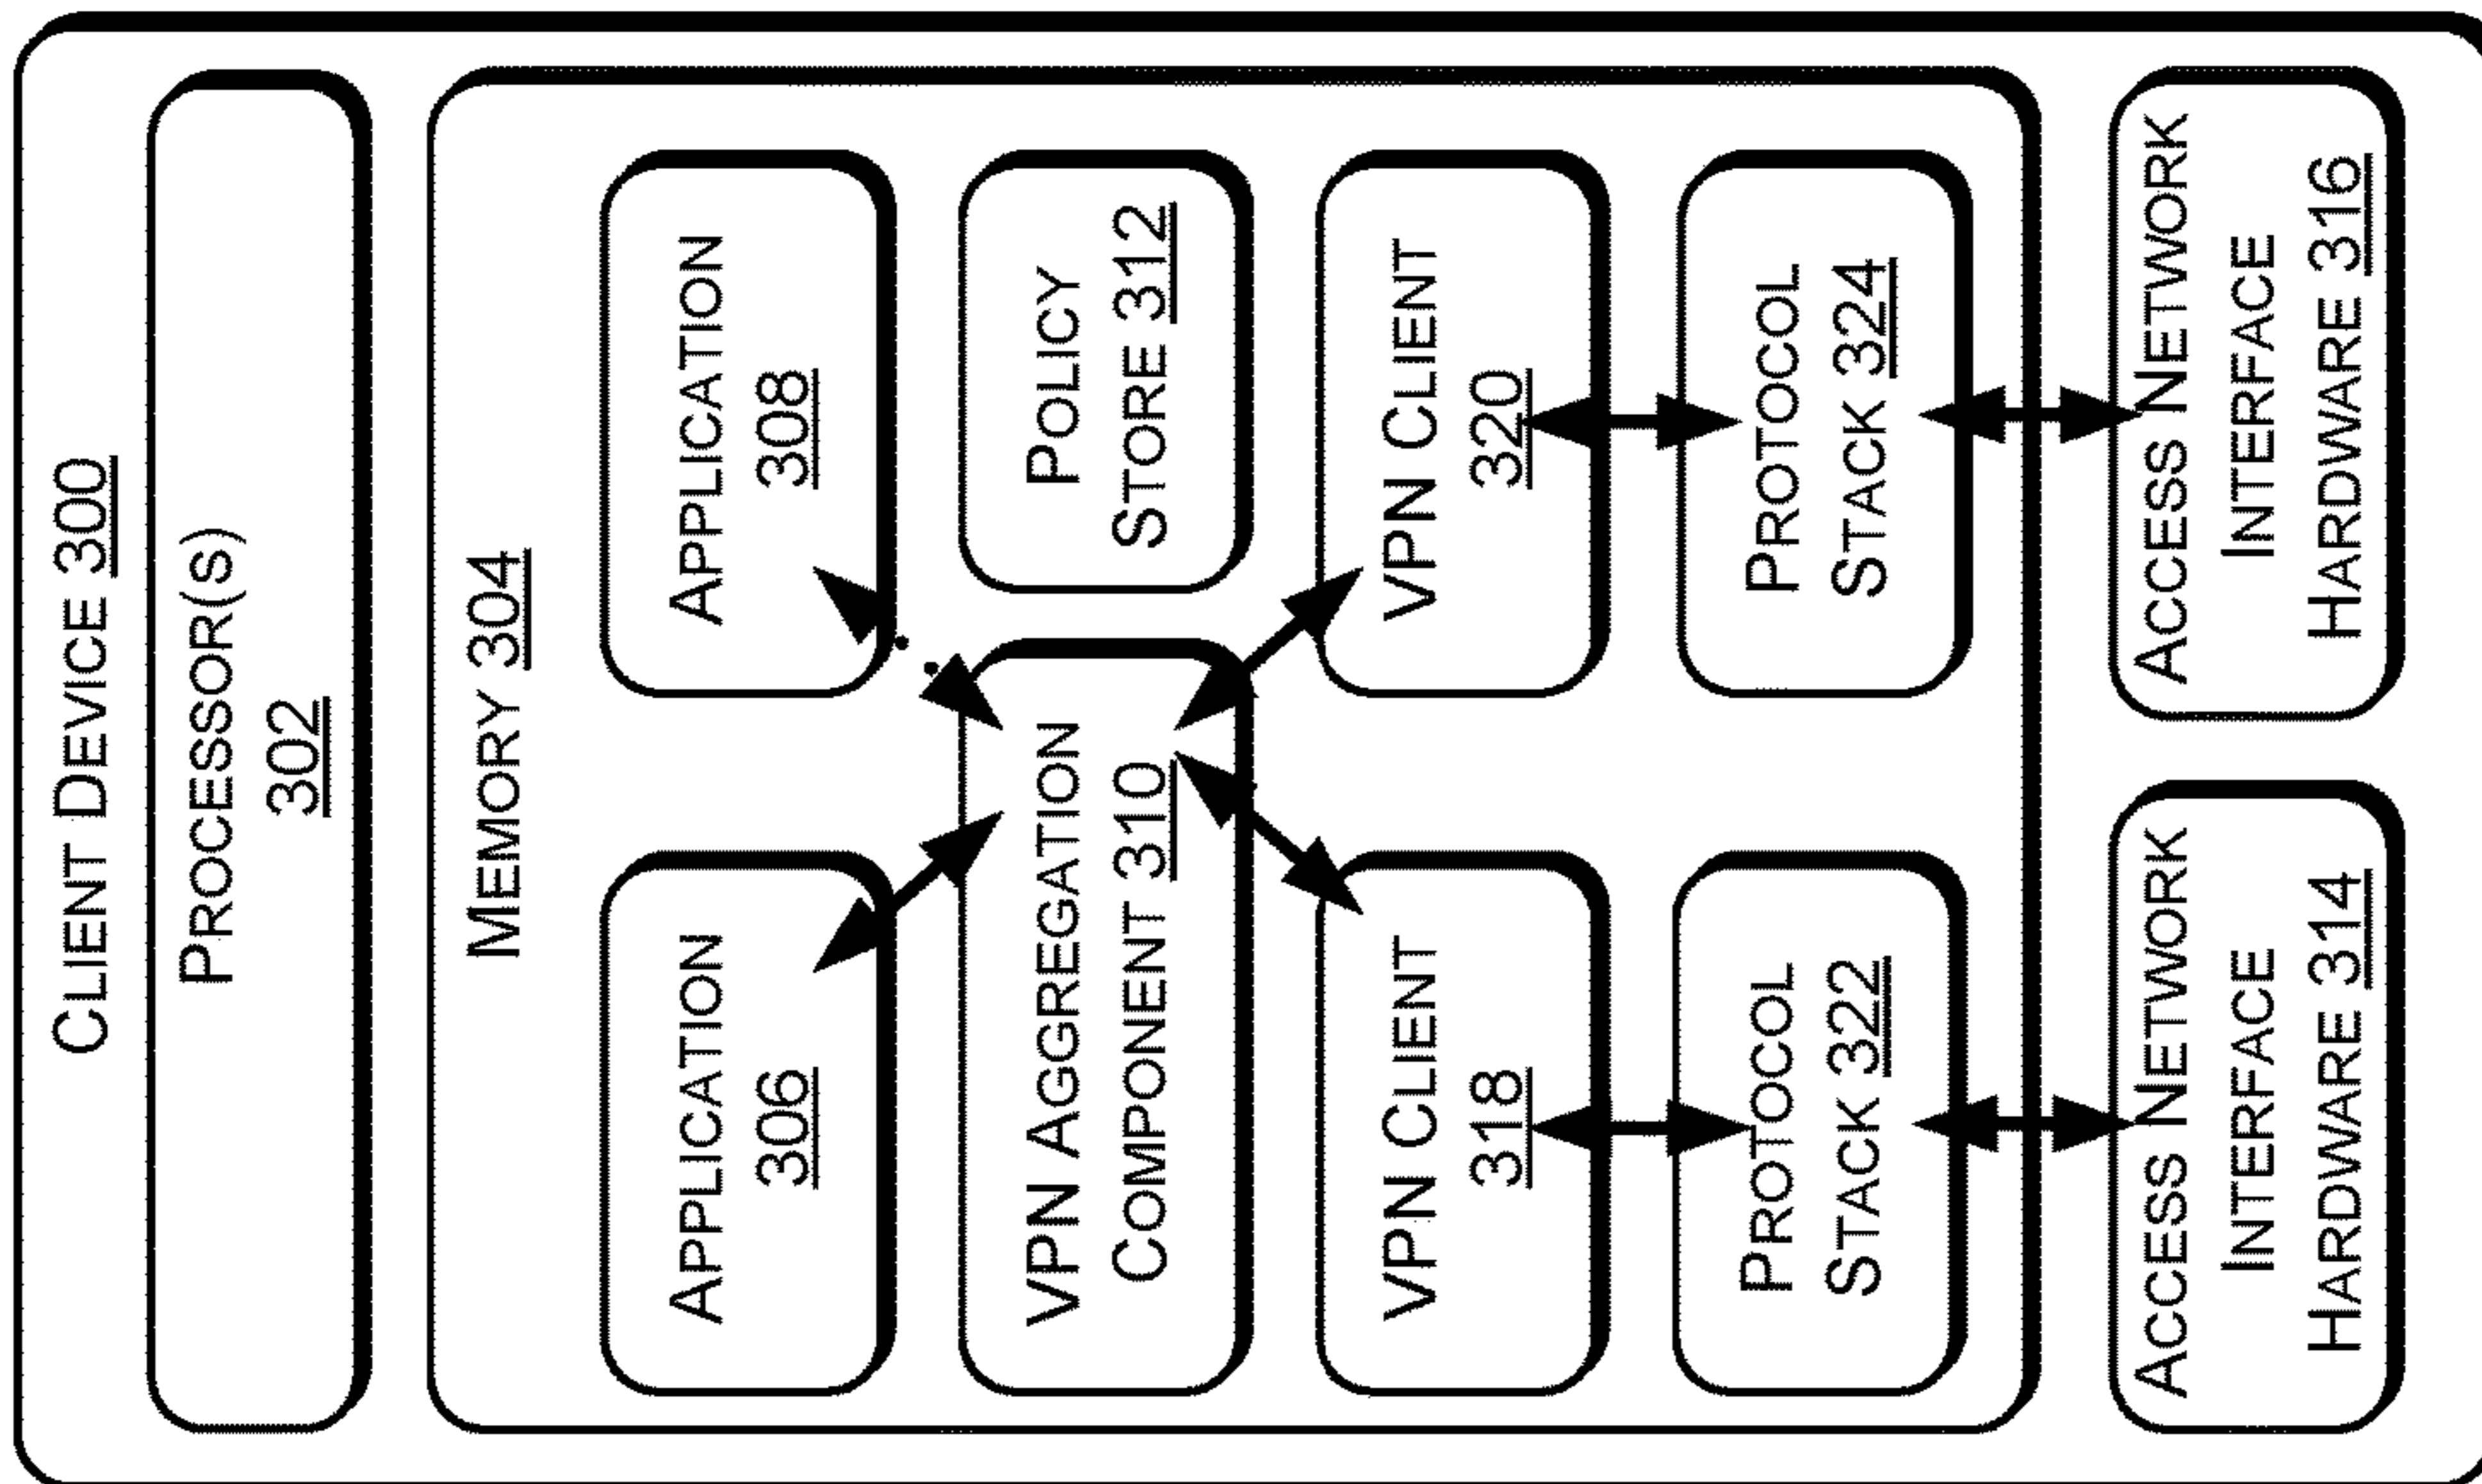 CLIENT DEVICE 300
PROCESSOR(S)
302
MEMORY 304
APPLICATION
306
APPLICATION
308
VPN AGGREGATION
COMPONENT 310
POLICY
STORE 312
VPN CLIENT
318
VPN CLIENT
320
PROTOCOL
STACK 322
PROTOCOL
STACK 324
ACCESS NETWORK
INTERFACE
HARDWARE 314
ACCESS NETWORK
INTERFACE
HARDWARE 316